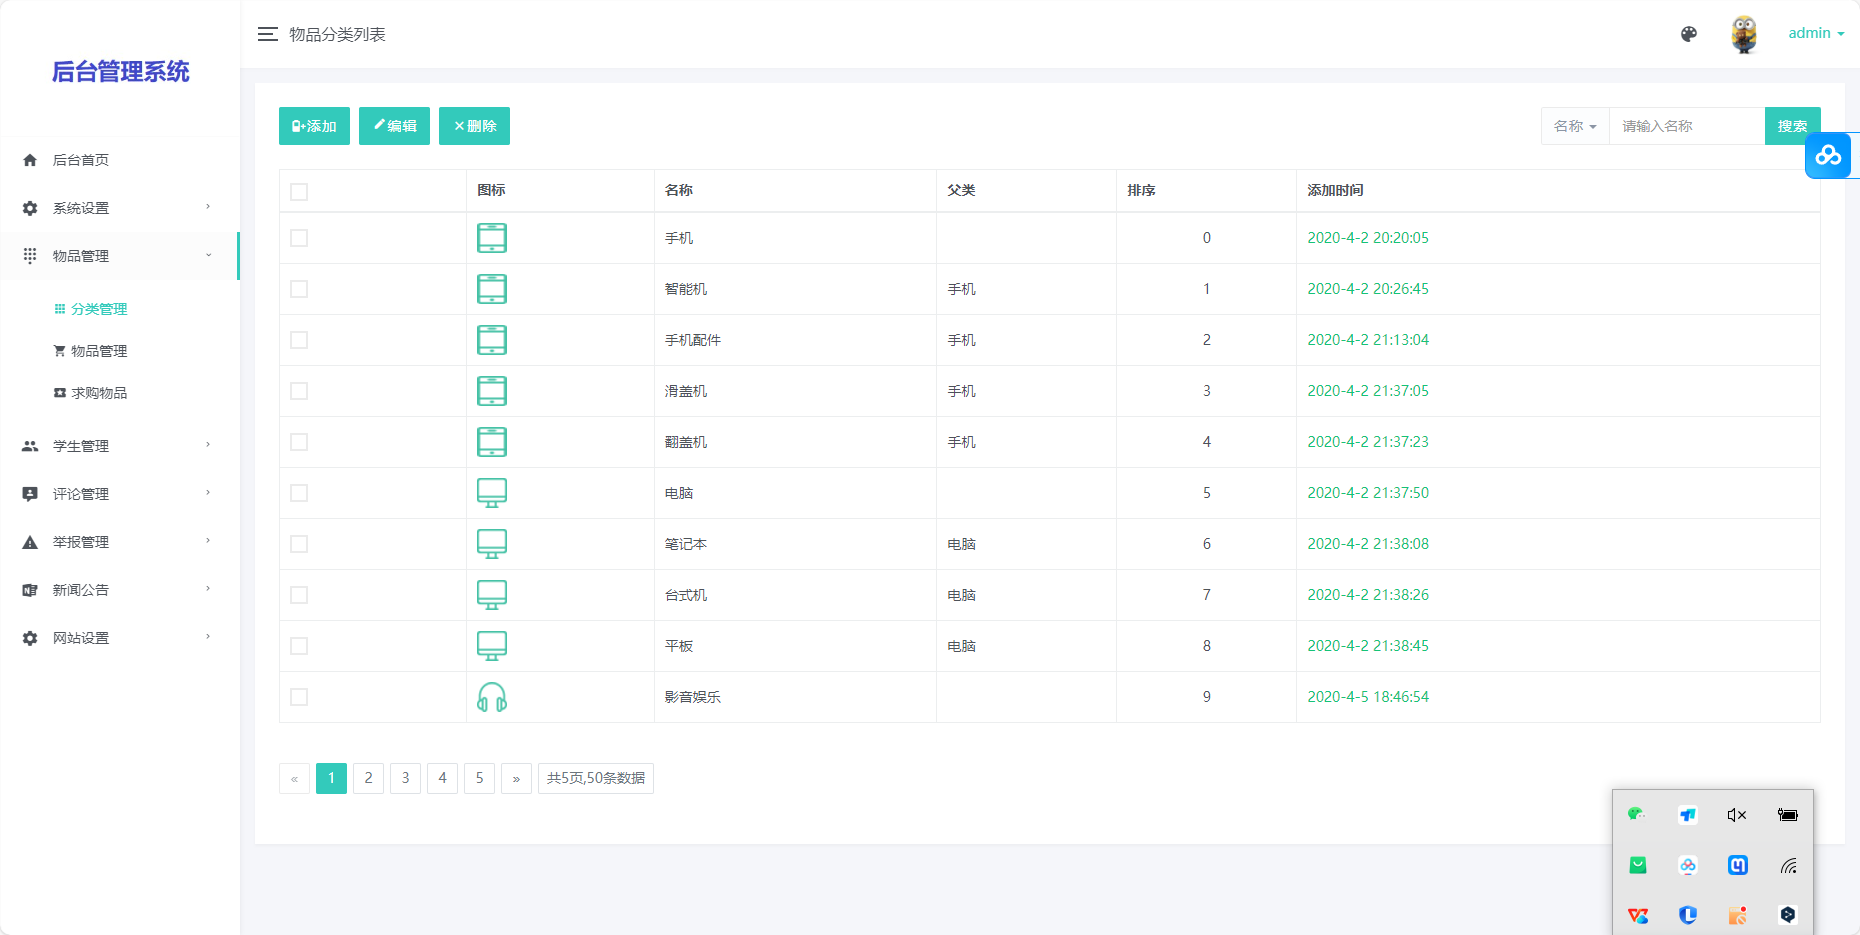 后台管理系统
物品分类列表
admin
后台首页
系统设置
物品管理
分类管理
物品管理
求购物品
学生管理
评论管理
举报管理
新闻公告
网站设置
添加 编辑 删除
名称 请输入名称 搜索
图标 名称 父类 排序 添加时间
手机 0 2020-4-2 20:20:05
智能机 手机 1 2020-4-2 20:26:45
手机配件 手机 2 2020-4-2 21:13:04
滑盖机 手机 3 2020-4-2 21:37:05
翻盖机 手机 4 2020-4-2 21:37:23
电脑 5 2020-4-2 21:37:50
笔记本 电脑 6 2020-4-2 21:38:08
台式机 电脑 7 2020-4-2 21:38:26
平板 电脑 8 2020-4-2 21:38:45
影音娱乐 9 2020-4-5 18:46:54
« 1 2 3 4 5 » 共5页,50条数据